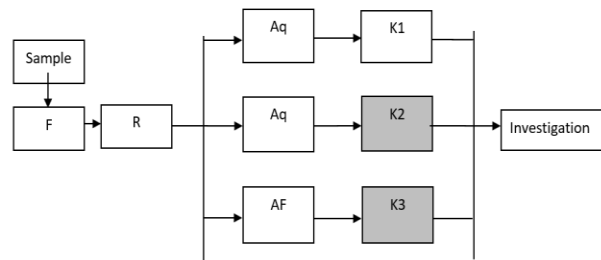 Sample
F
R
Aq
K1
Aq
K2
AF
K3
Investigation